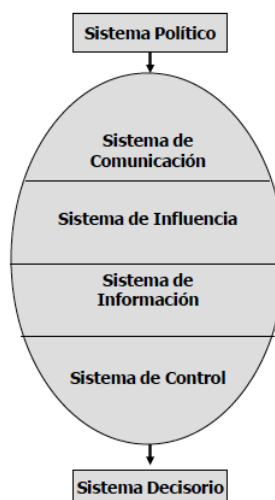 Sistema Político
Sistema de
Comunicación
Sistema de Influencia
Sistema de
Información
Sistema de Control
Sistema Decisorio